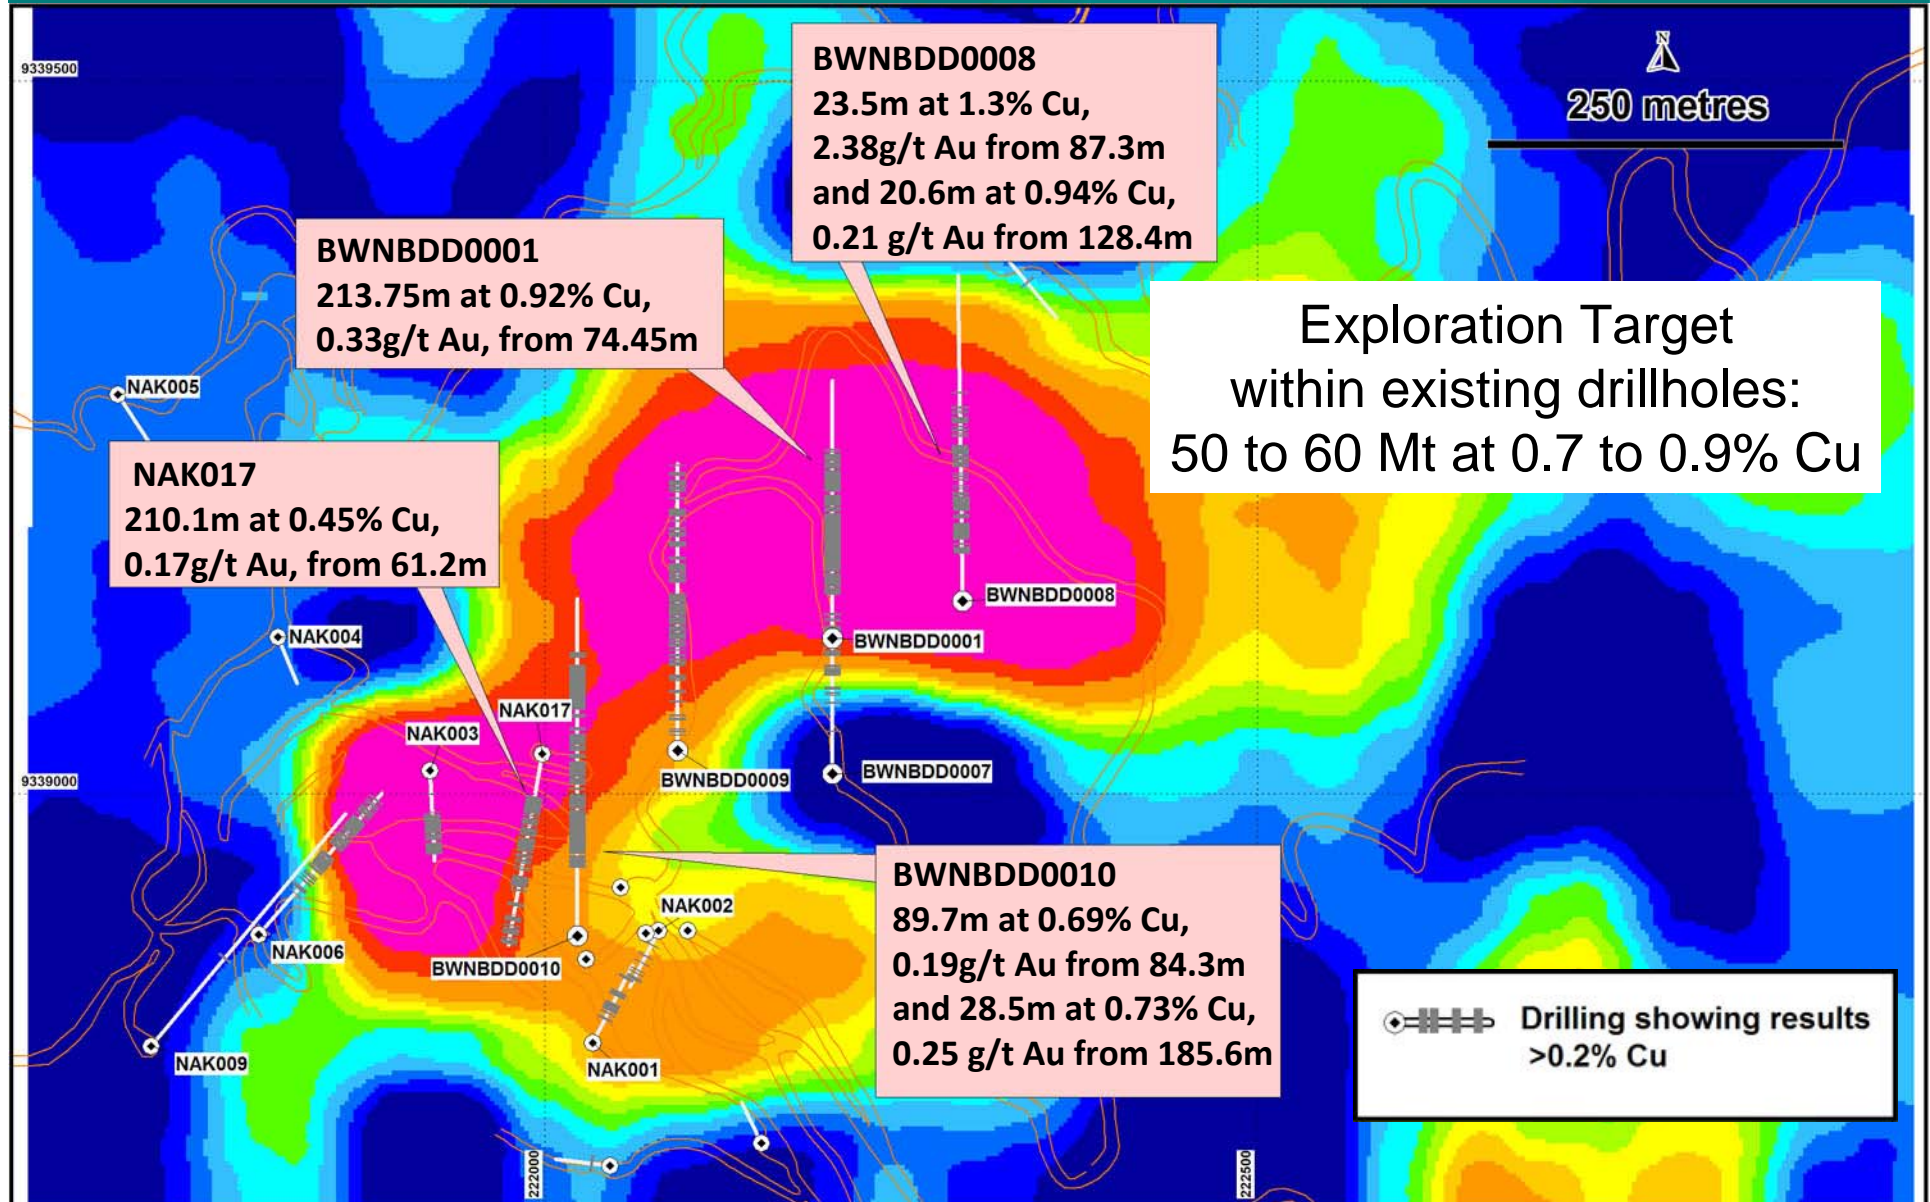 9339500
BWNBDD0008
23.5m at 1.3% Cu,
2.38g/t Au from 87.3m
and 20.6m at 0.94% Cu,
0.21 g/t Au from 128.4m
N
250 metres
BWNBDD0001
213.75m at 0.92% Cu,
0.33g/t Au, from 74.45m
Exploration Target
within existing drillholes:
50 to 60 Mt at 0.7 to 0.9% Cu
NAK005
NAK017
210.1m at 0.45% Cu,
0.17g/t Au, from 61.2m
BWNBDD0008
NAK004
BWNBDD0001
NAK017
NAK003
BWNBDD0009
BWNBDD0007
9339000
BWNBDD0010
89.7m at 0.69% Cu,
0.19g/t Au from 84.3m
and 28.5m at 0.73% Cu,
0.25 g/t Au from 185.6m
NAK002
NAK006
BWNBDD0010
NAK009
NAK001
Drilling showing results
>0.2% Cu
222000
222500